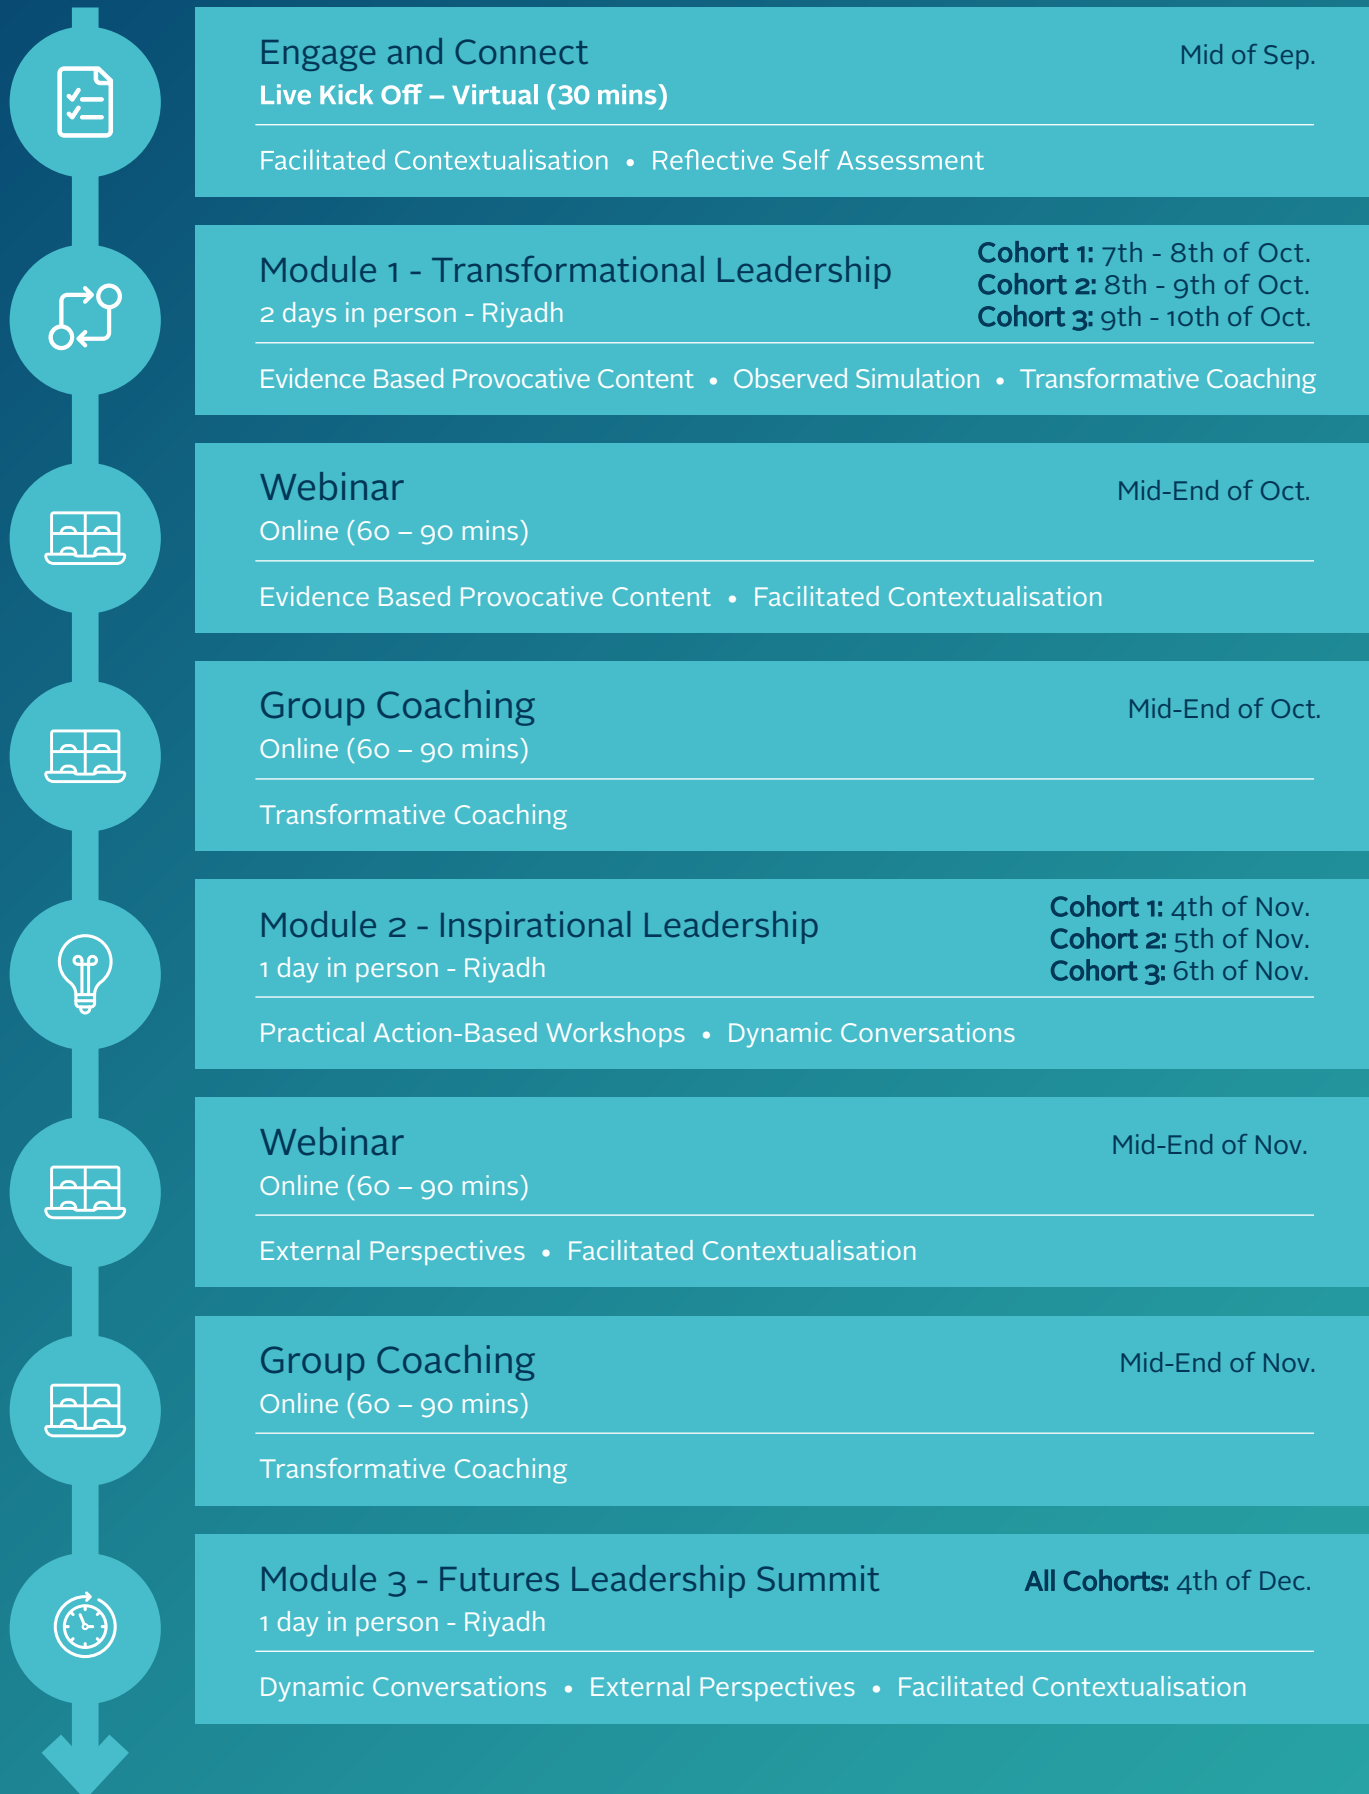 Engage and Connect
Mid of Sep.
Live Kick Off – Virtual (30 mins)
Facilitated Contextualisation • Reflective Self Assessment
Module 1 - Transformational Leadership
2 days in person - Riyadh
Cohort 1: 7th - 8th of Oct.
Cohort 2: 8th - 9th of Oct.
Cohort 3: 9th - 10th of Oct.
Evidence Based Provocative Content • Observed Simulation • Transformative Coaching
Webinar
Mid-End of Oct.
Online (60 – 90 mins)
Evidence Based Provocative Content • Facilitated Contextualisation
Group Coaching
Mid-End of Oct.
Online (60 – 90 mins)
Transformative Coaching
Module 2 - Inspirational Leadership
1 day in person - Riyadh
Cohort 1: 4th of Nov.
Cohort 2: 5th of Nov.
Cohort 3: 6th of Nov.
Practical Action-Based Workshops • Dynamic Conversations
Webinar
Mid-End of Nov.
Online (60 – 90 mins)
External Perspectives • Facilitated Contextualisation
Group Coaching
Mid-End of Nov.
Online (60 – 90 mins)
Transformative Coaching
Module 3 - Futures Leadership Summit
All Cohorts: 4th of Dec.
1 day in person - Riyadh
Dynamic Conversations • External Perspectives • Facilitated Contextualisation